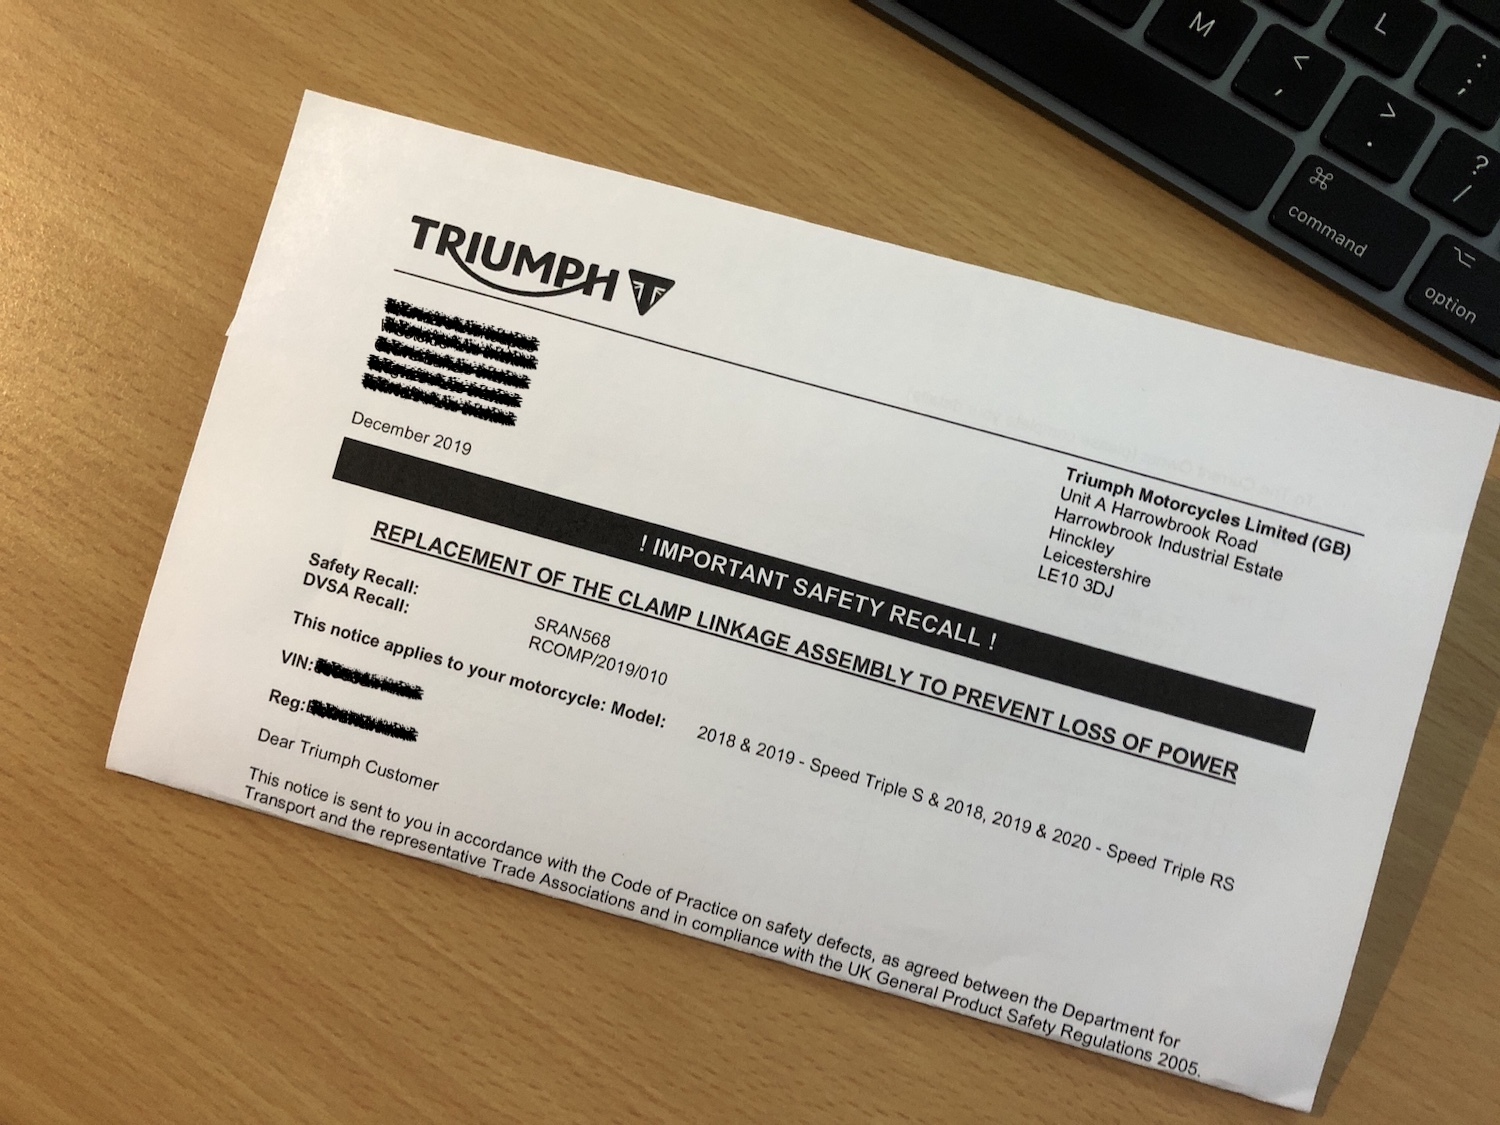 M
L
< ,
: ;
> .
? /
⌘
command
⌥
option
TRIUMPH
December 2019
Triumph Motorcycles Limited (GB)
Unit A Harrowbrook Road
Harrowbrook Industrial Estate
Hinckley
Leicestershire
LE10 3DJ
! IMPORTANT SAFETY RECALL !
REPLACEMENT OF THE CLAMP LINKAGE ASSEMBLY TO PREVENT LOSS OF POWER
Safety Recall: SRAN568
DVSA Recall: RCOMP/2019/010
This notice applies to your motorcycle: Model: 2018 & 2019 - Speed Triple S & 2018, 2019 & 2020 - Speed Triple RS
VIN:
Reg:
Dear Triumph Customer
This notice is sent to you in accordance with the Code of Practice on safety defects, as agreed between the Department for
Transport and the representative Trade Associations and in compliance with the UK General Product Safety Regulations 2005.